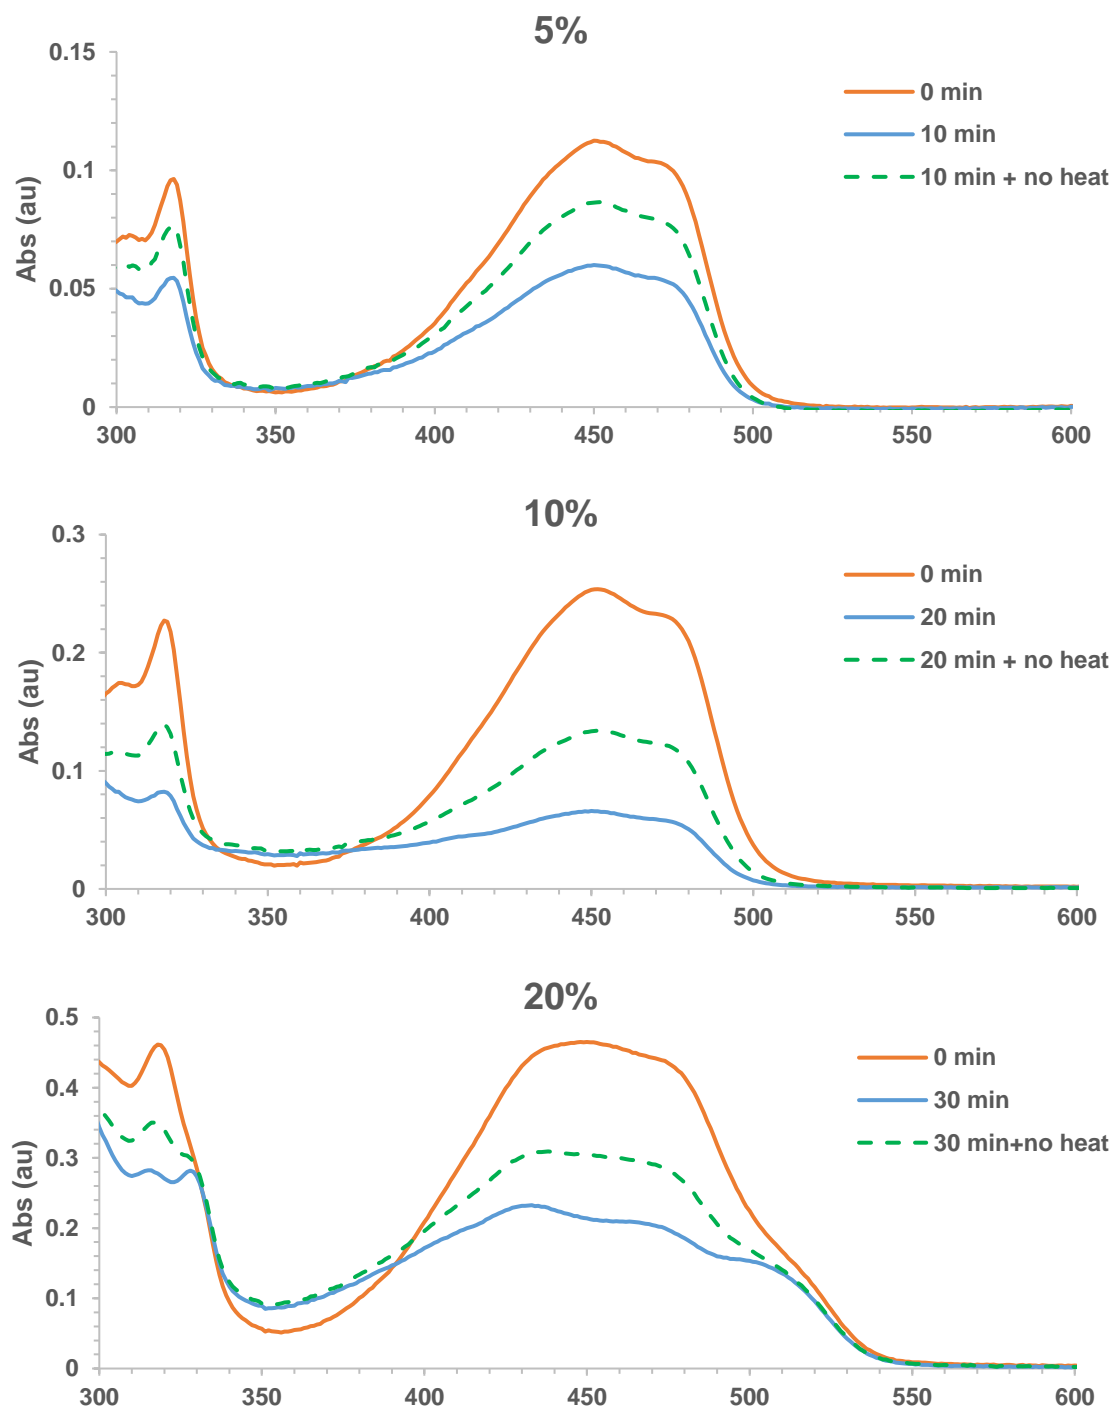 5%
0.15
0.1
0.05
0
Abs (au)
300 350 400 450 500 550 600
0 min
10 min
10 min + no heat
10%
0.3
0.2
0.1
0
Abs (au)
300 350 400 450 500 550 600
0 min
20 min
20 min + no heat
20%
0.5
0.4
0.3
0.2
0.1
0
Abs (au)
300 350 400 450 500 550 600
0 min
30 min
30 min+no heat